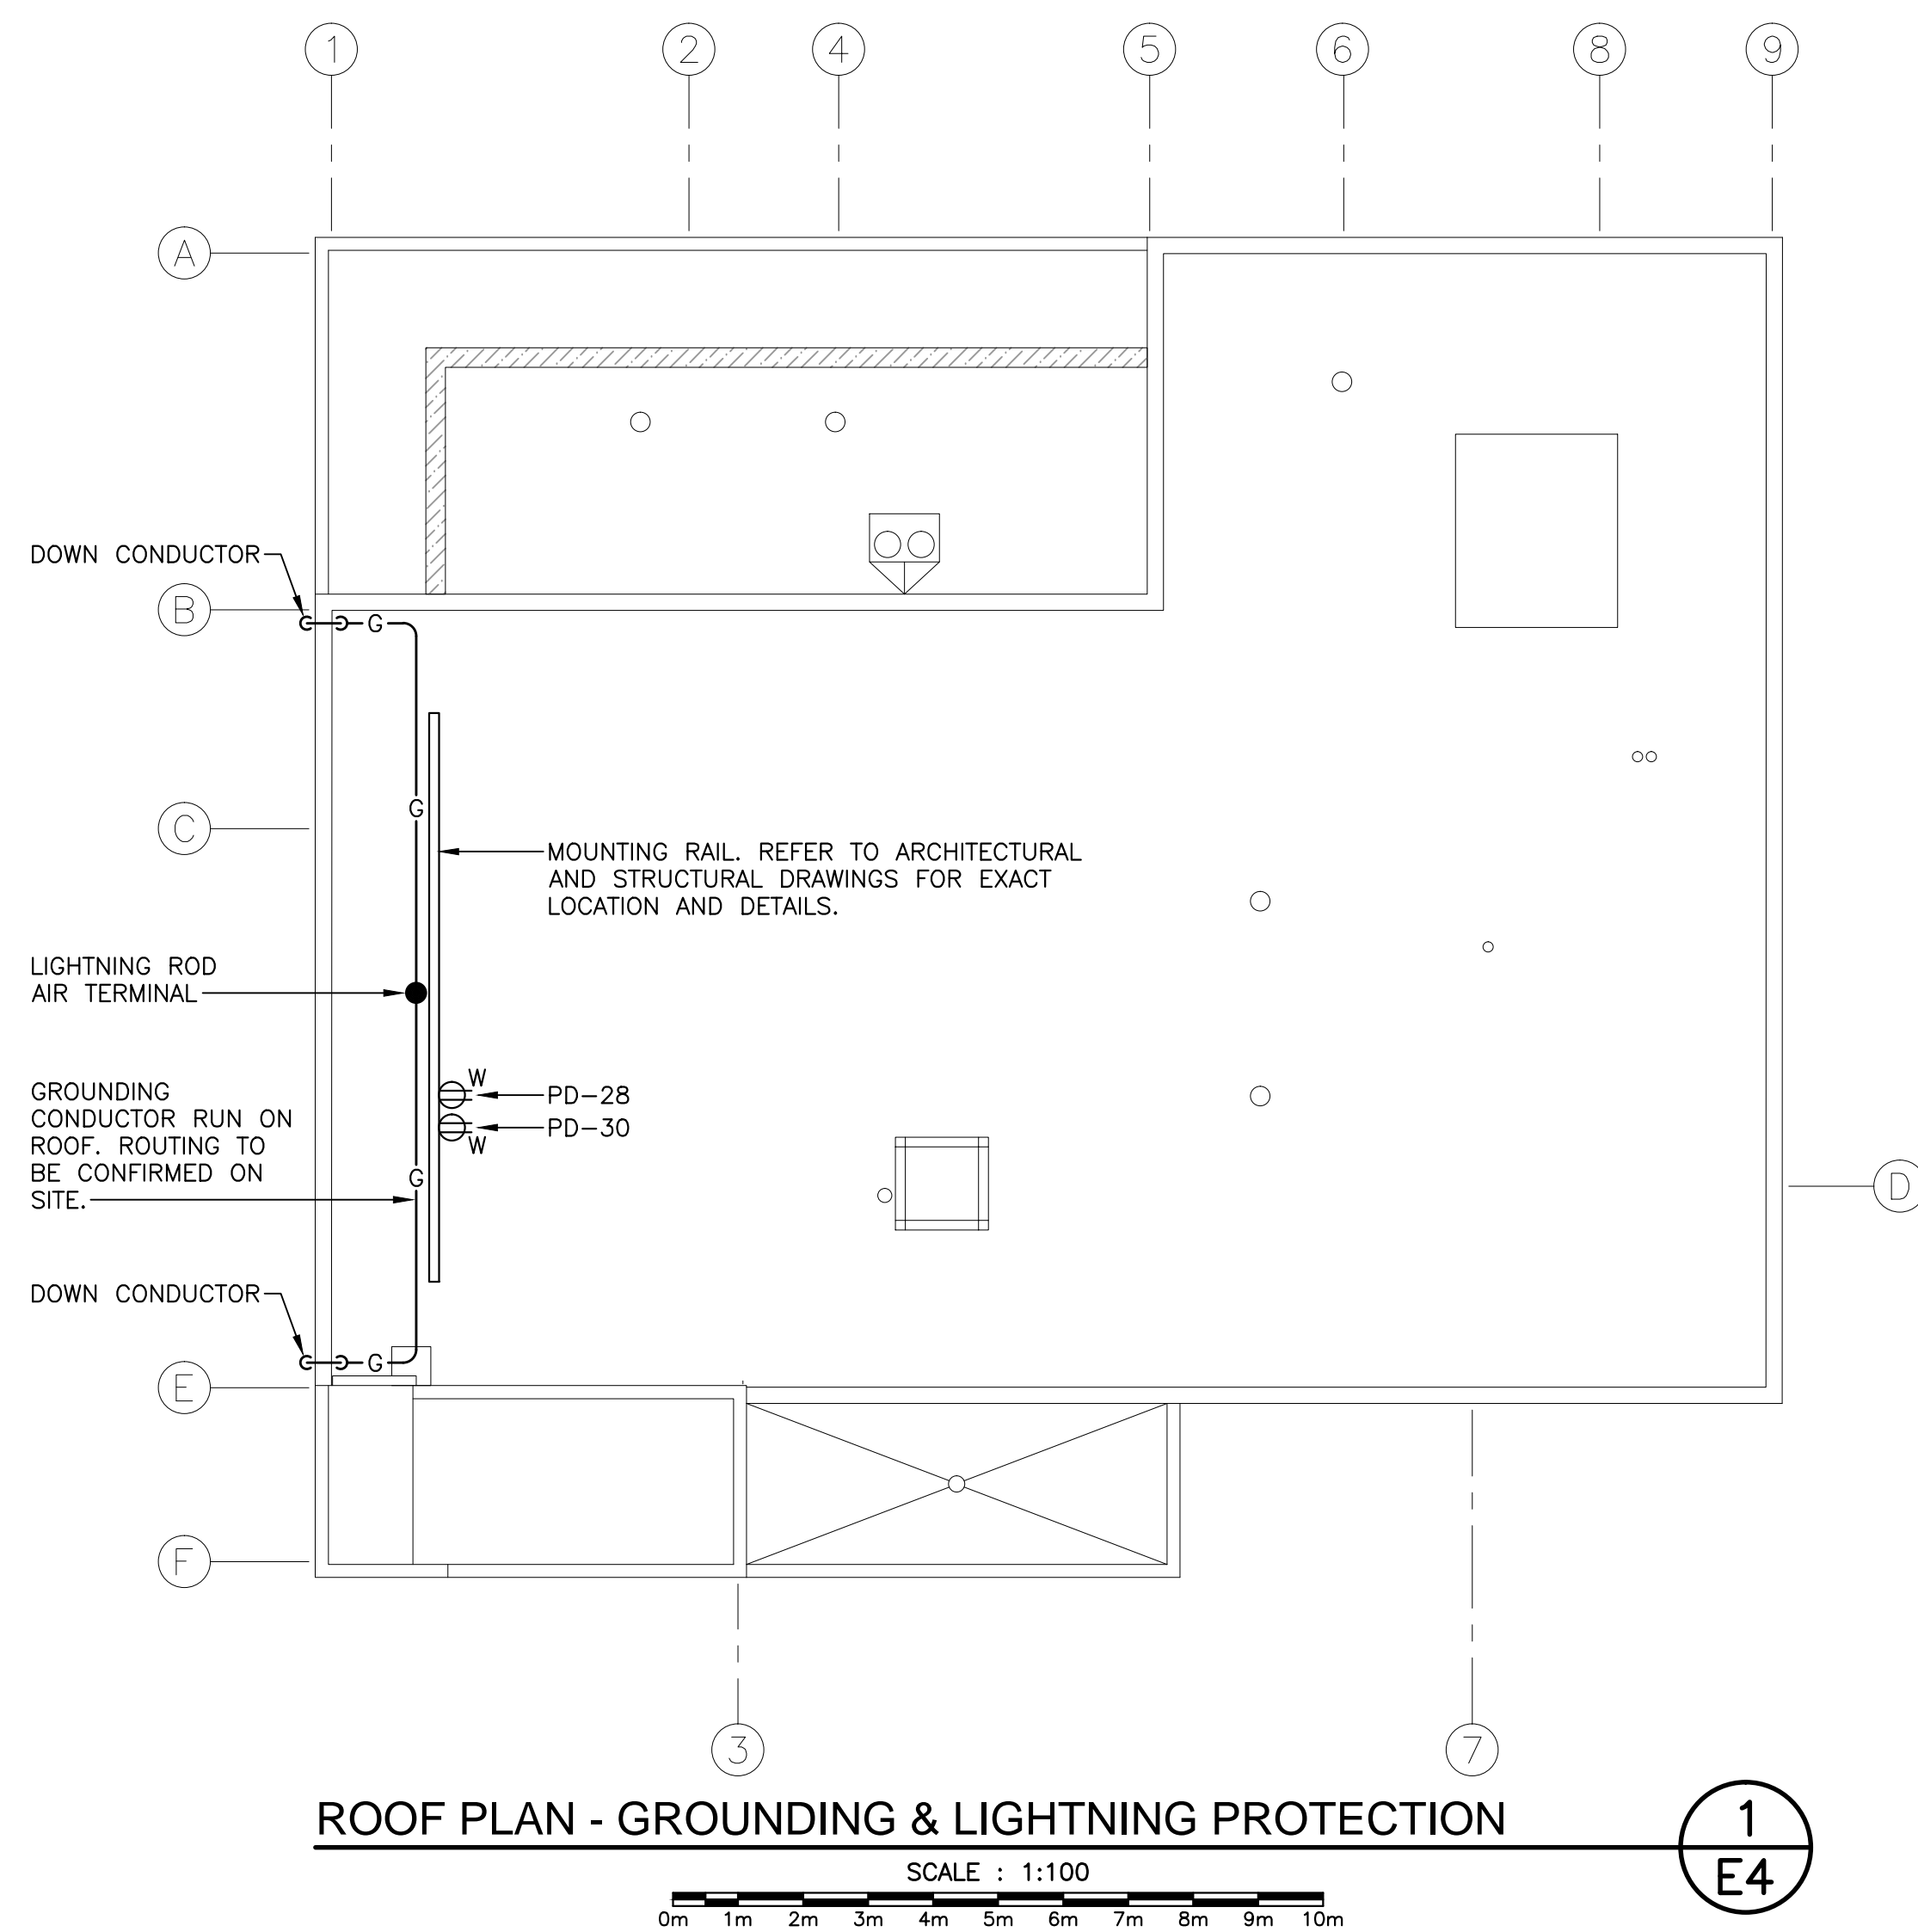 1
2
4
5
6
8
9
A
DOWN CONDUCTOR
B
G
G
C
MOUNTING RAIL. REFER TO ARCHITECTURAL
AND STRUCTURAL DRAWINGS FOR EXACT
LOCATION AND DETAILS.
LIGHTNING ROD
AIR TERMINAL
W
PD-28
PD-30
W
GROUNDING
CONDUCTOR RUN ON
ROOF. ROUTING TO
BE CONFIRMED ON
SITE.
G
D
DOWN CONDUCTOR
G
E
F
3
7
ROOF PLAN - GROUNDING & LIGHTNING PROTECTION
1
E4
SCALE : 1:100
0m 1m 2m 3m 4m 5m 6m 7m 8m 9m 10m